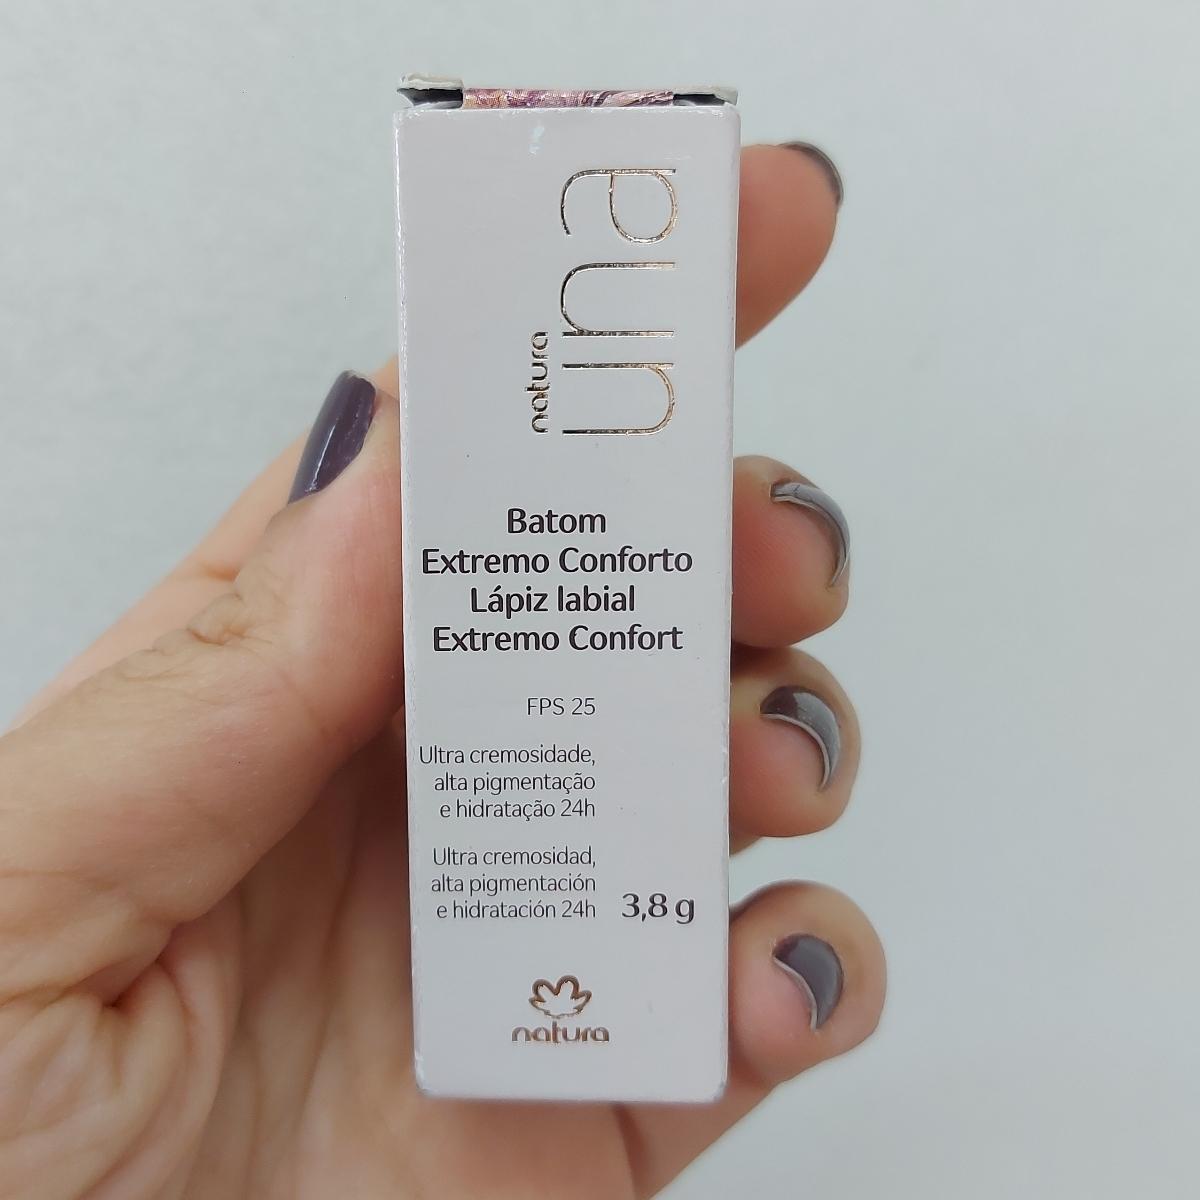 natura
una
Batom
Extremo Conforto
Lápiz labial
Extremo Confort
FPS 25
Ultra cremosidade,
alta pigmentação
e hidratação 24h
Ultra cremosidad,
alta pigmentación
e hidratación 24h
3,8 g
natura